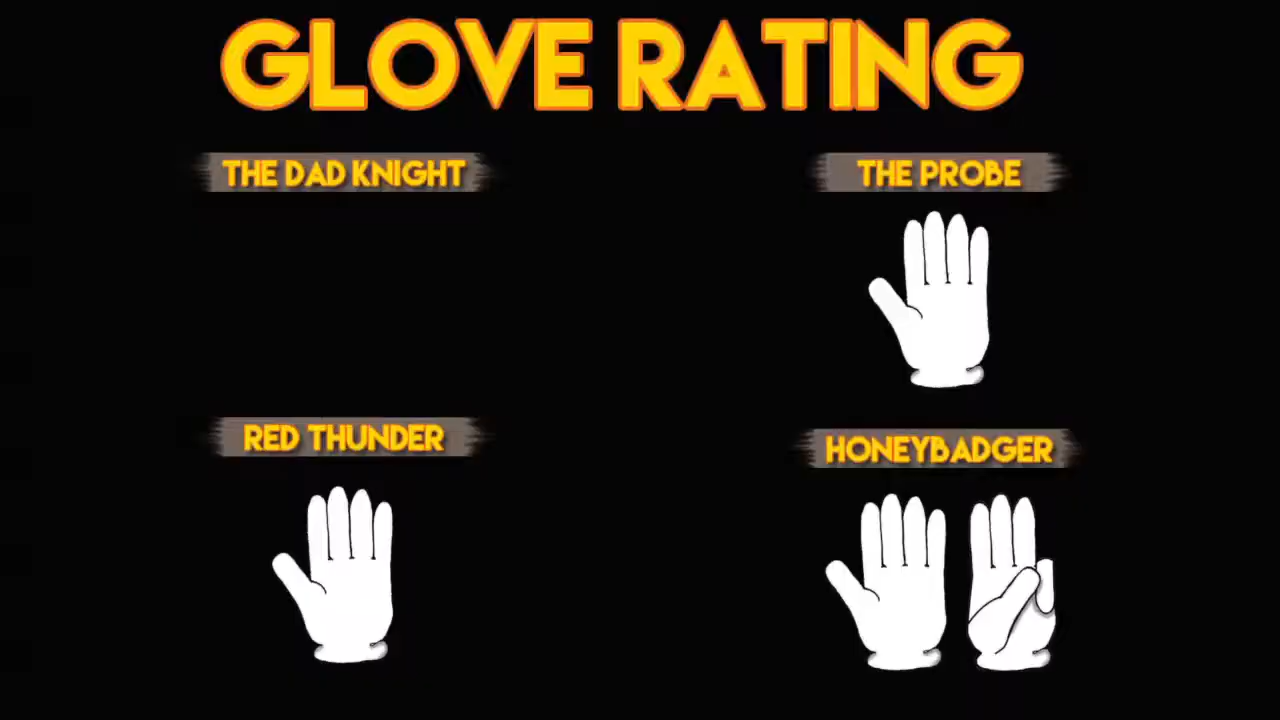 GLOVE RATING
THE DAD KNIGHT
THE PROBE
RED THUNDER
HONEYBADGER